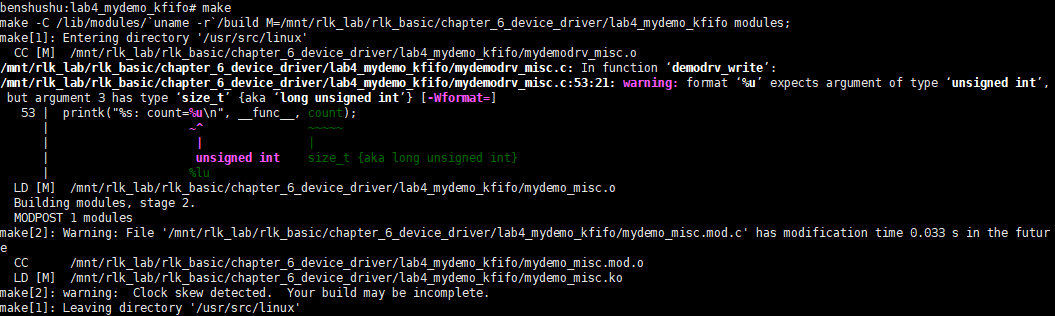 benshushu:lab4_mydemo_kfifo# make
make -C /lib/modules/`uname -r`/build M=/mnt/rlk_lab/rlk_basic/chapter_6_device_driver/lab4_mydemo_kfifo modules;
make[1]: Entering directory '/usr/src/linux'
  CC [M]  /mnt/rlk_lab/rlk_basic/chapter_6_device_driver/lab4_mydemo_kfifo/mydemodrv_misc.o
/mnt/rlk_lab/rlk_basic/chapter_6_device_driver/lab4_mydemo_kfifo/mydemodrv_misc.c: In function ‘demodrv_write’:
/mnt/rlk_lab/rlk_basic/chapter_6_device_driver/lab4_mydemo_kfifo/mydemodrv_misc.c:53:21: warning: format ‘%u’ expects argument of type ‘unsigned int’,
 but argument 3 has type ‘size_t’ {aka ‘long unsigned int’} [-Wformat=]
   53 |  printk("%s: count=%u\n", __func__, count);
      |                    ~^               ~~~~~
      |                     |               |
      |                     unsigned int    size_t {aka long unsigned int}
      |                    %lu
  LD [M]  /mnt/rlk_lab/rlk_basic/chapter_6_device_driver/lab4_mydemo_kfifo/mydemo_misc.o
  Building modules, stage 2.
  MODPOST 1 modules
make[2]: Warning: File '/mnt/rlk_lab/rlk_basic/chapter_6_device_driver/lab4_mydemo_kfifo/mydemo_misc.mod.c' has modification time 0.033 s in the futur
e
  CC      /mnt/rlk_lab/rlk_basic/chapter_6_device_driver/lab4_mydemo_kfifo/mydemo_misc.mod.o
  LD [M]  /mnt/rlk_lab/rlk_basic/chapter_6_device_driver/lab4_mydemo_kfifo/mydemo_misc.ko
make[2]: warning:  Clock skew detected.  Your build may be incomplete.
make[1]: Leaving directory '/usr/src/linux'